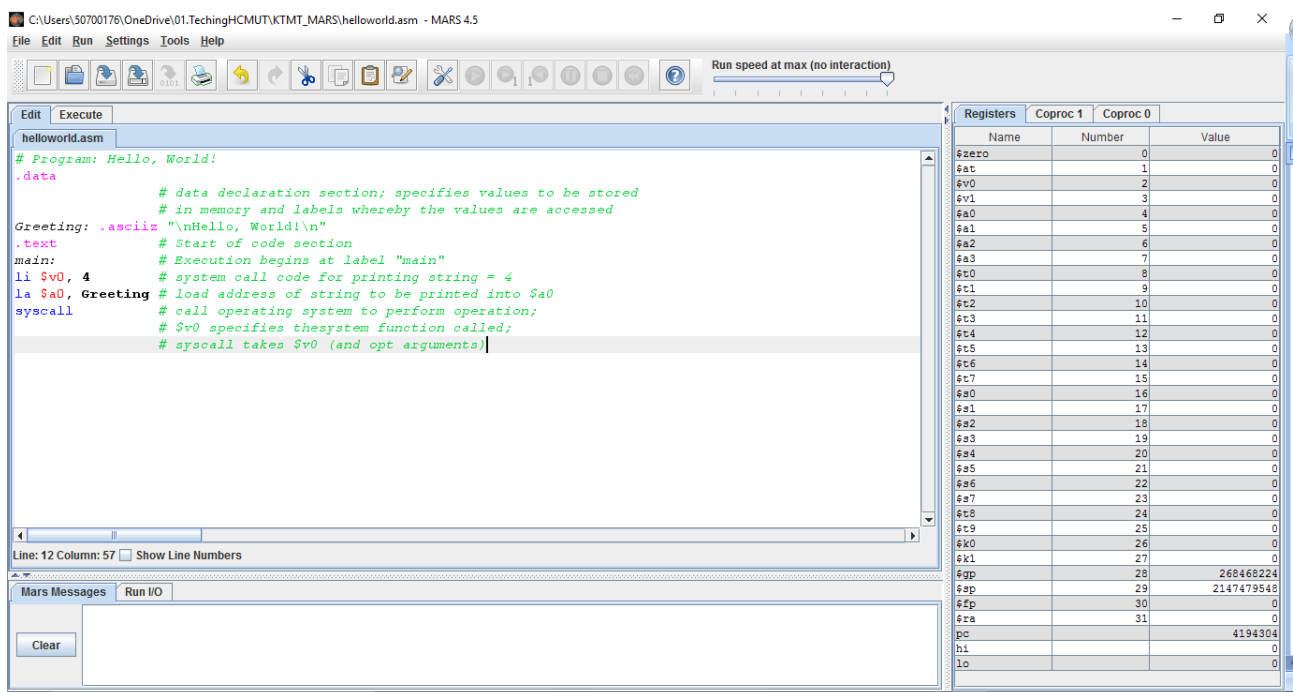 C:\Users\50700176\OneDrive\01.TechingHCMUT\KTMT_MARS\helloworld.asm - MARS 4.5
File Edit Run Settings Tools Help
Run speed at max (no interaction)
Edit Execute
helloworld.asm
# Program: Hello, World!
.data
# data declaration section; specifies values to be stored
# in memory and labels whereby the values are accessed
Greeting: .asciiz "\nHello, World!\n"
.text # Start of code section
main: # Execution begins at label "main"
li $v0, 4 # system call code for printing string = 4
la $a0, Greeting # load address of string to be printed into $a0
syscall # call operating system to perform operation;
# $v0 specifies thesystem function called;
# syscall takes $v0 (and opt arguments)
Line: 12 Column: 57 Show Line Numbers
Mars Messages Run I/O
Clear
Registers Coproc 1 Coproc 0
Name Number Value
$zero 0 0
$at 1 0
$v0 2 0
$v1 3 0
$a0 4 0
$a1 5 0
$a2 6 0
$a3 7 0
$t0 8 0
$t1 9 0
$t2 10 0
$t3 11 0
$t4 12 0
$t5 13 0
$t6 14 0
$t7 15 0
$s0 16 0
$s1 17 0
$s2 18 0
$s3 19 0
$s4 20 0
$s5 21 0
$s6 22 0
$s7 23 0
$t8 24 0
$t9 25 0
$k0 26 0
$k1 27 0
$gp 28 268468224
$sp 29 2147479548
$fp 30 0
$ra 31 0
pc 4194304
hi 0
lo 0